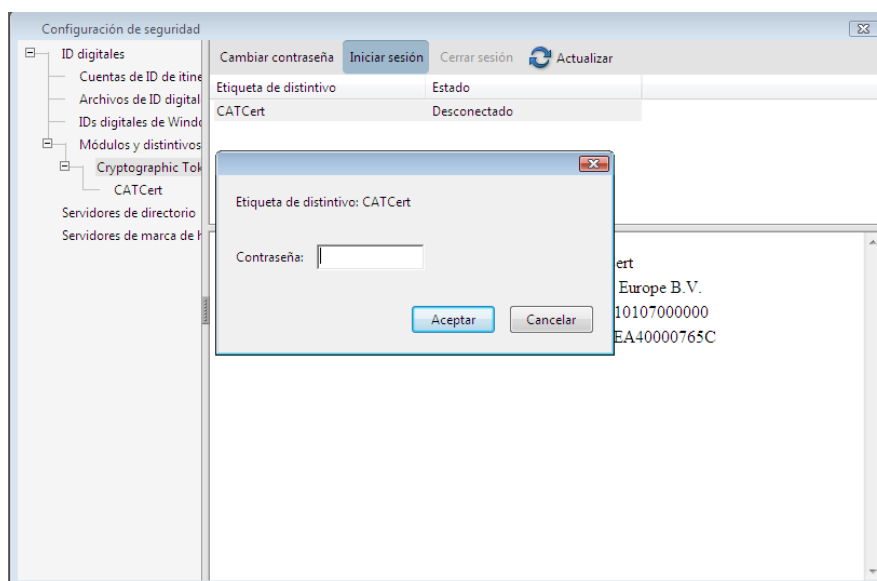 Configuración de seguridad
ID digitales
Cuentas de ID de itine
Archivos de ID digital
IDs digitales de Windo
Módulos y distintivos
Cryptographic Tok
CATCert
Servidores de directorio
Servidores de marca de h
Cambiar contraseña Iniciar sesión Cerrar sesión Actualizar
Etiqueta de distintivo Estado
CATCert Desconectado
Etiqueta de distintivo: CATCert
Contraseña:
Aceptar Cancelar
ert
Europe B.V.
10107000000
EA40000765C